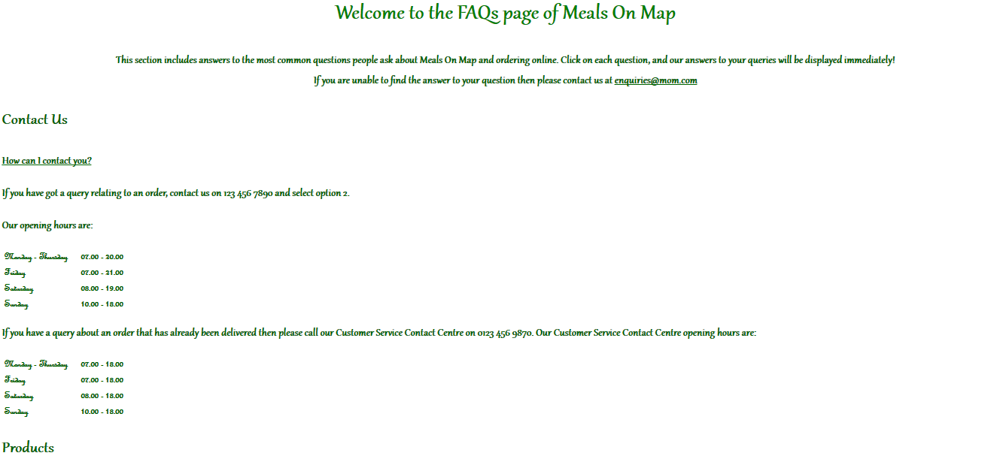 Welcome to the FAQs page of Meals On Map
This section includes answers to the most common questions people ask about Meals On Map and ordering online. Click on each question, and our answers to your queries will be displayed immediately!
If you are unable to find the answer to your question then please contact us at enquiries@mom.com
Contact Us
How can I contact you?
If you have got a query relating to an order, contact us on 123 456 7890 and select option 2.
Our opening hours are:
Monday - Thursday 07.00 - 20.00
Friday 07.00 - 21.00
Saturday 08.00 - 19.00
Sunday 10.00 - 18.00
If you have a query about an order that has already been delivered then please call our Customer Service Contact Centre on 0123 456 9870. Our Customer Service Contact Centre opening hours are:
Monday - Thursday 07.00 - 18.00
Friday 07.00 - 18.00
Saturday 08.00 - 18.00
Sunday 10.00 - 18.00
Products